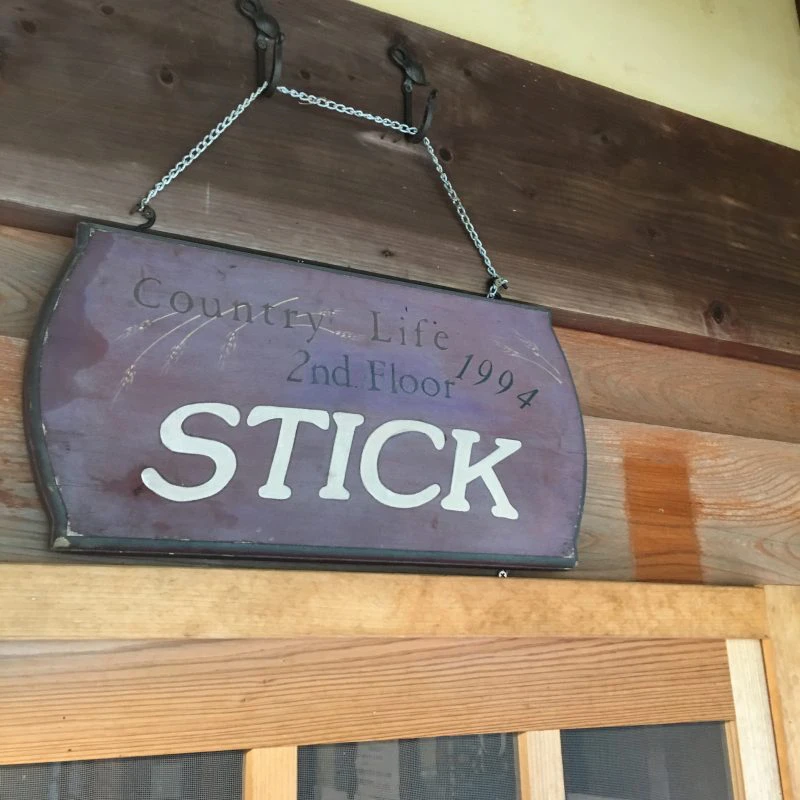 Country Life
2nd. Floor 1994
STICK